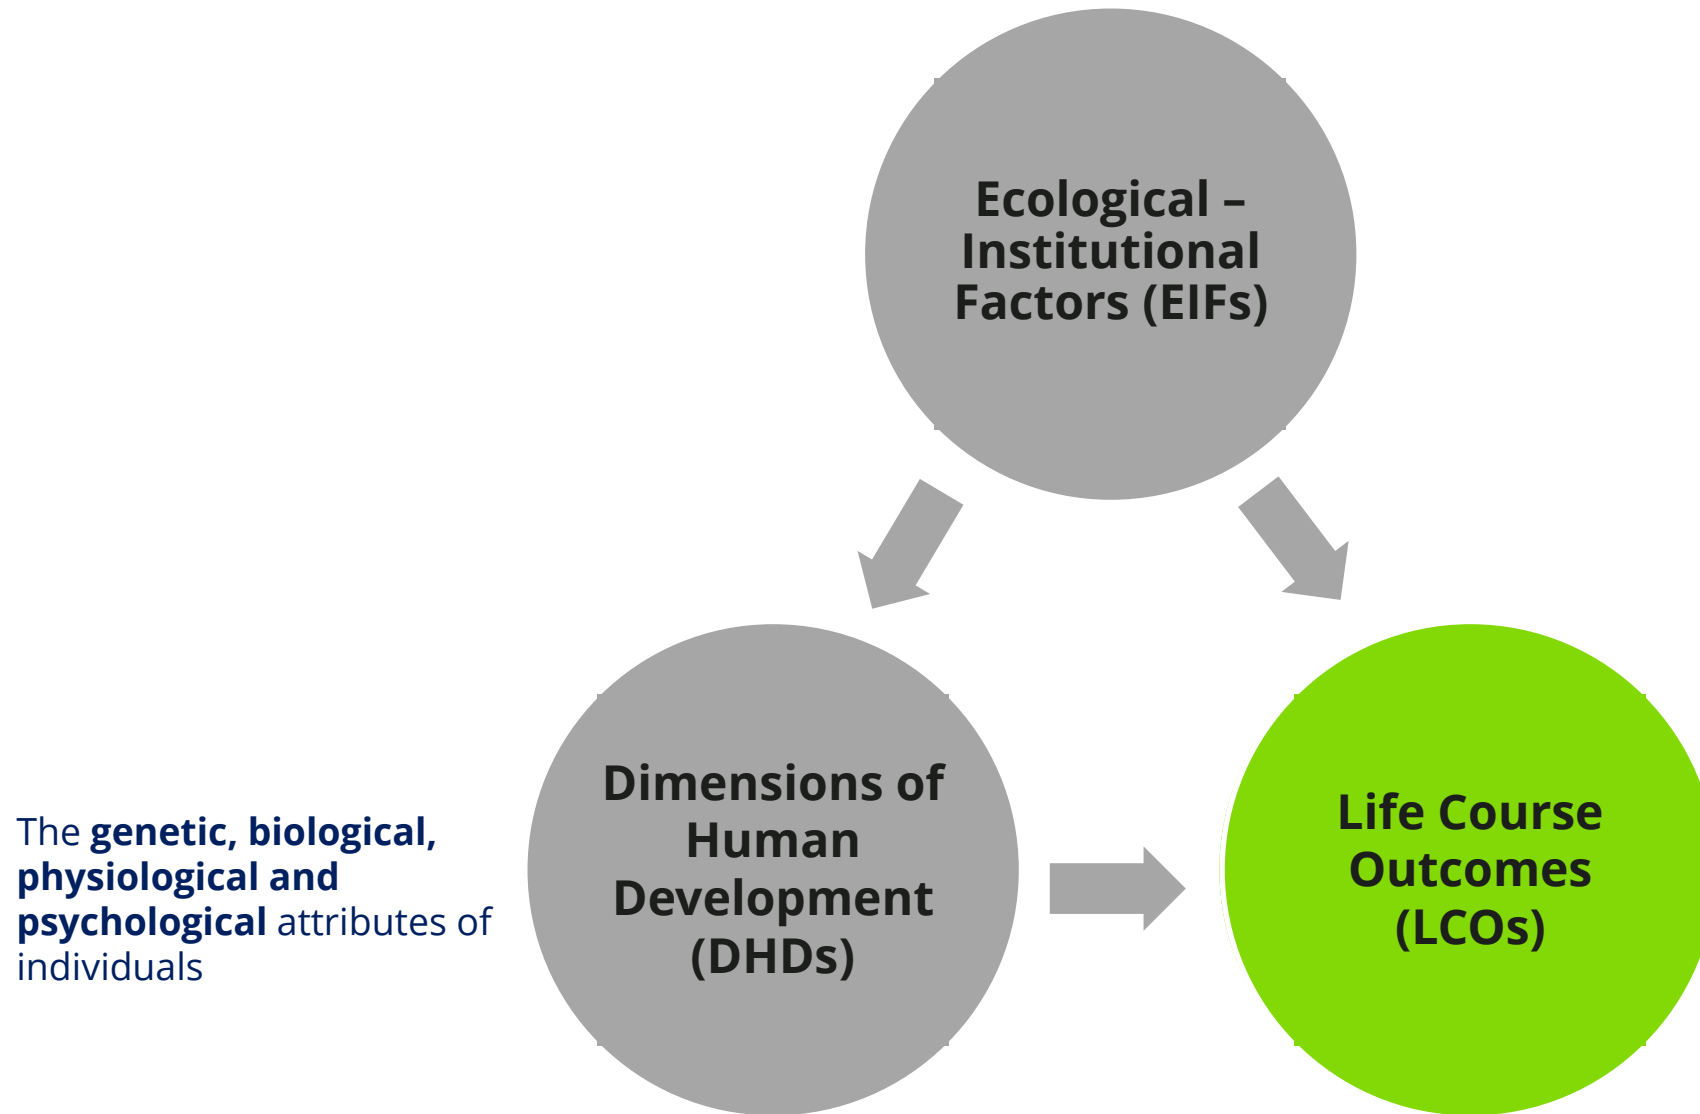 Ecological –
Institutional
Factors (EIFs)
Dimensions of
Human
Development
(DHDs)
Life Course
Outcomes
(LCOs)
The genetic, biological,
physiological and
psychological attributes of
individuals